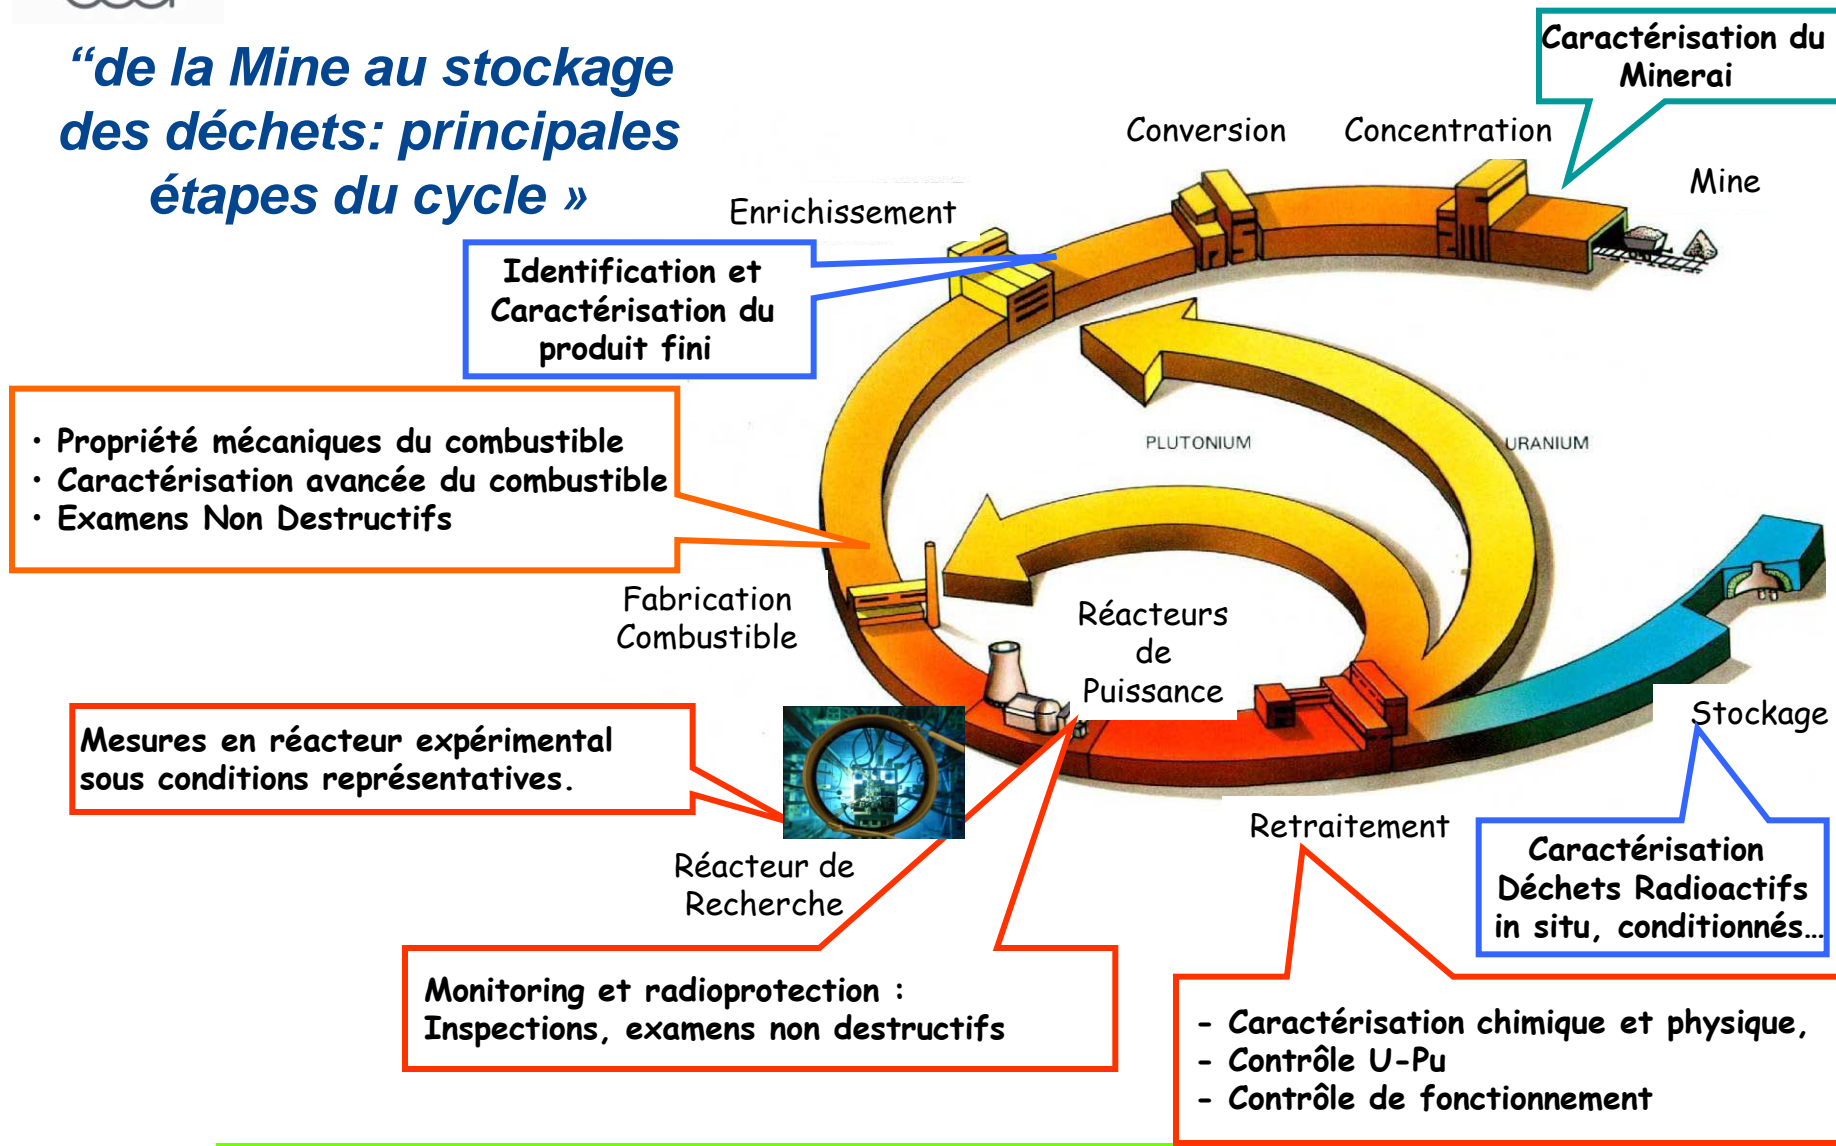 “de la Mine au stockage
des déchets: principales
étapes du cycle »
Caractérisation du
Minerai
Conversion
Concentration
Mine
Enrichissement
Identification et
Caractérisation du
produit fini
• Propriété mécaniques du combustible
• Caractérisation avancée du combustible
• Examens Non Destructifs
PLUTONIUM
URANIUM
Fabrication
Combustible
Réacteurs
de
Puissance
Stockage
Mesures en réacteur expérimental
sous conditions représentatives.
Réacteur de
Recherche
Retraitement
Caractérisation
Déchets Radioactifs
in situ, conditionnés…
Monitoring et radioprotection :
Inspections, examens non destructifs
- Caractérisation chimique et physique,
- Contrôle U-Pu
- Contrôle de fonctionnement